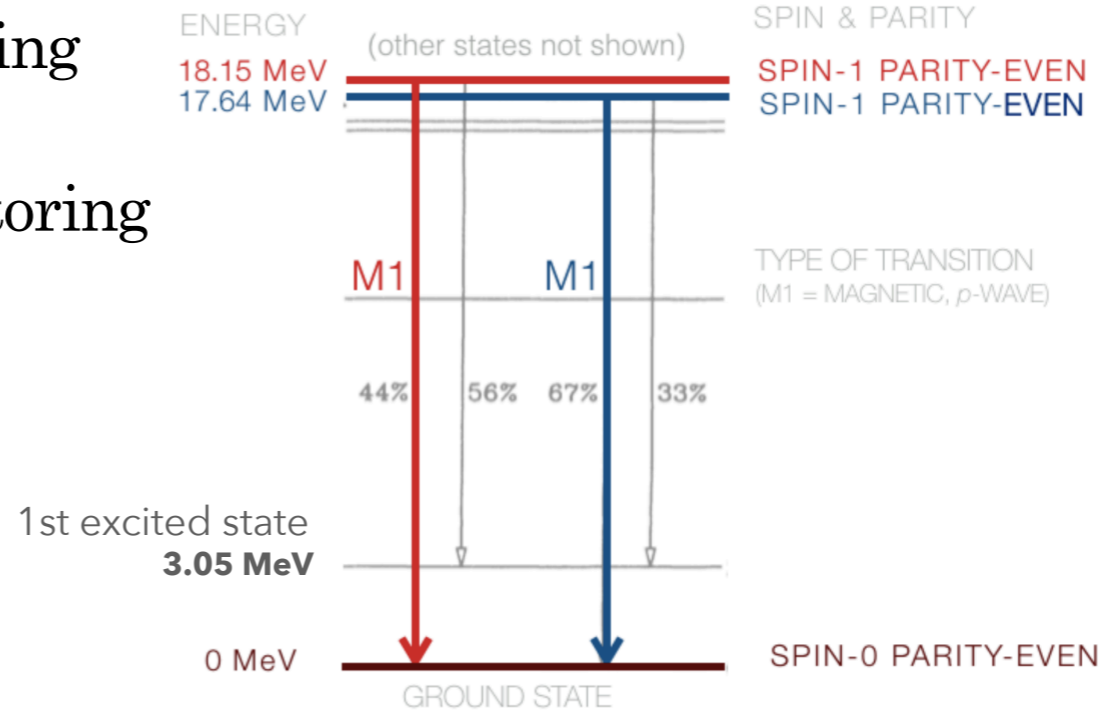 ing
ENERGY
(other states not shown)
SPIN & PARITY
18.15 MeV
SPIN-1 PARITY-EVEN
17.64 MeV
SPIN-1 PARITY-EVEN
toring
M1
M1
TYPE OF TRANSITION
(M1 = MAGNETIC, p-WAVE)
44%
56%
67%
33%
1st excited state
3.05 MeV
0 MeV
SPIN-0 PARITY-EVEN
GROUND STATE